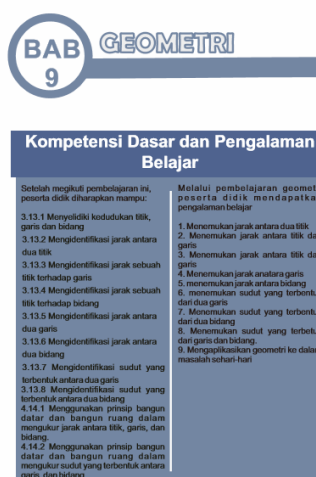 BAB
9
GEOMETRI
Kompetensi Dasar dan Pengalaman
Belajar
Setelah megikuti pembelajaran ini,
peserta didik diharapkan mampu:
3.13.1 Menyelidiki kedudukan titik,
garis dan bidang
3.13.2 Mengidentifikasi jarak antara
dua titik
3.13.3 Mengidentifikasi jarak sebuah
titik terhadap garis
3.13.4 Mengidentifikasi jarak sebuah
titik terhadap bidang
3.13.5 Mengidentifikasi jarak antara
dua garis
3.13.6 Mengidentifikasi jarak antara
dua bidang
3.13.7 Mengidentifikasi sudut yang
terbentuk antara dua garis
3.13.8 Mengidentifikasi sudut yang
terbentuk antara dua bidang
4.14.1 Menggunakan prinsip bangun
datar dan bangun ruang dalam
mengukur jarak antara titik, garis, dan
bidang.
4.14.2 Menggunakan prinsip bangun
datar dan bangun ruang dalam
mengukur sudut yang terbentuk antara
garis, dan bidang
Melalui pembelajaran geomet
peserta didik mendapatka
pengalaman belajar
1. Menemukan jarak antara dua titik
2. Menemukan jarak antara titik da
garis
3. Menemukan jarak antara titik da
garis
4. Menemukan jarak anatara garis
5. menemukan jarak antara bidang
6. menemukan sudut yang terbentu
dari dua garis
7. Menemukan sudut yang terbentu
dari dua bidang
8. Menemukan sudut yang terbetu
dari garis dan bidang.
9. Mengaplikasikan geometri ke dalam
masalah sehari-hari